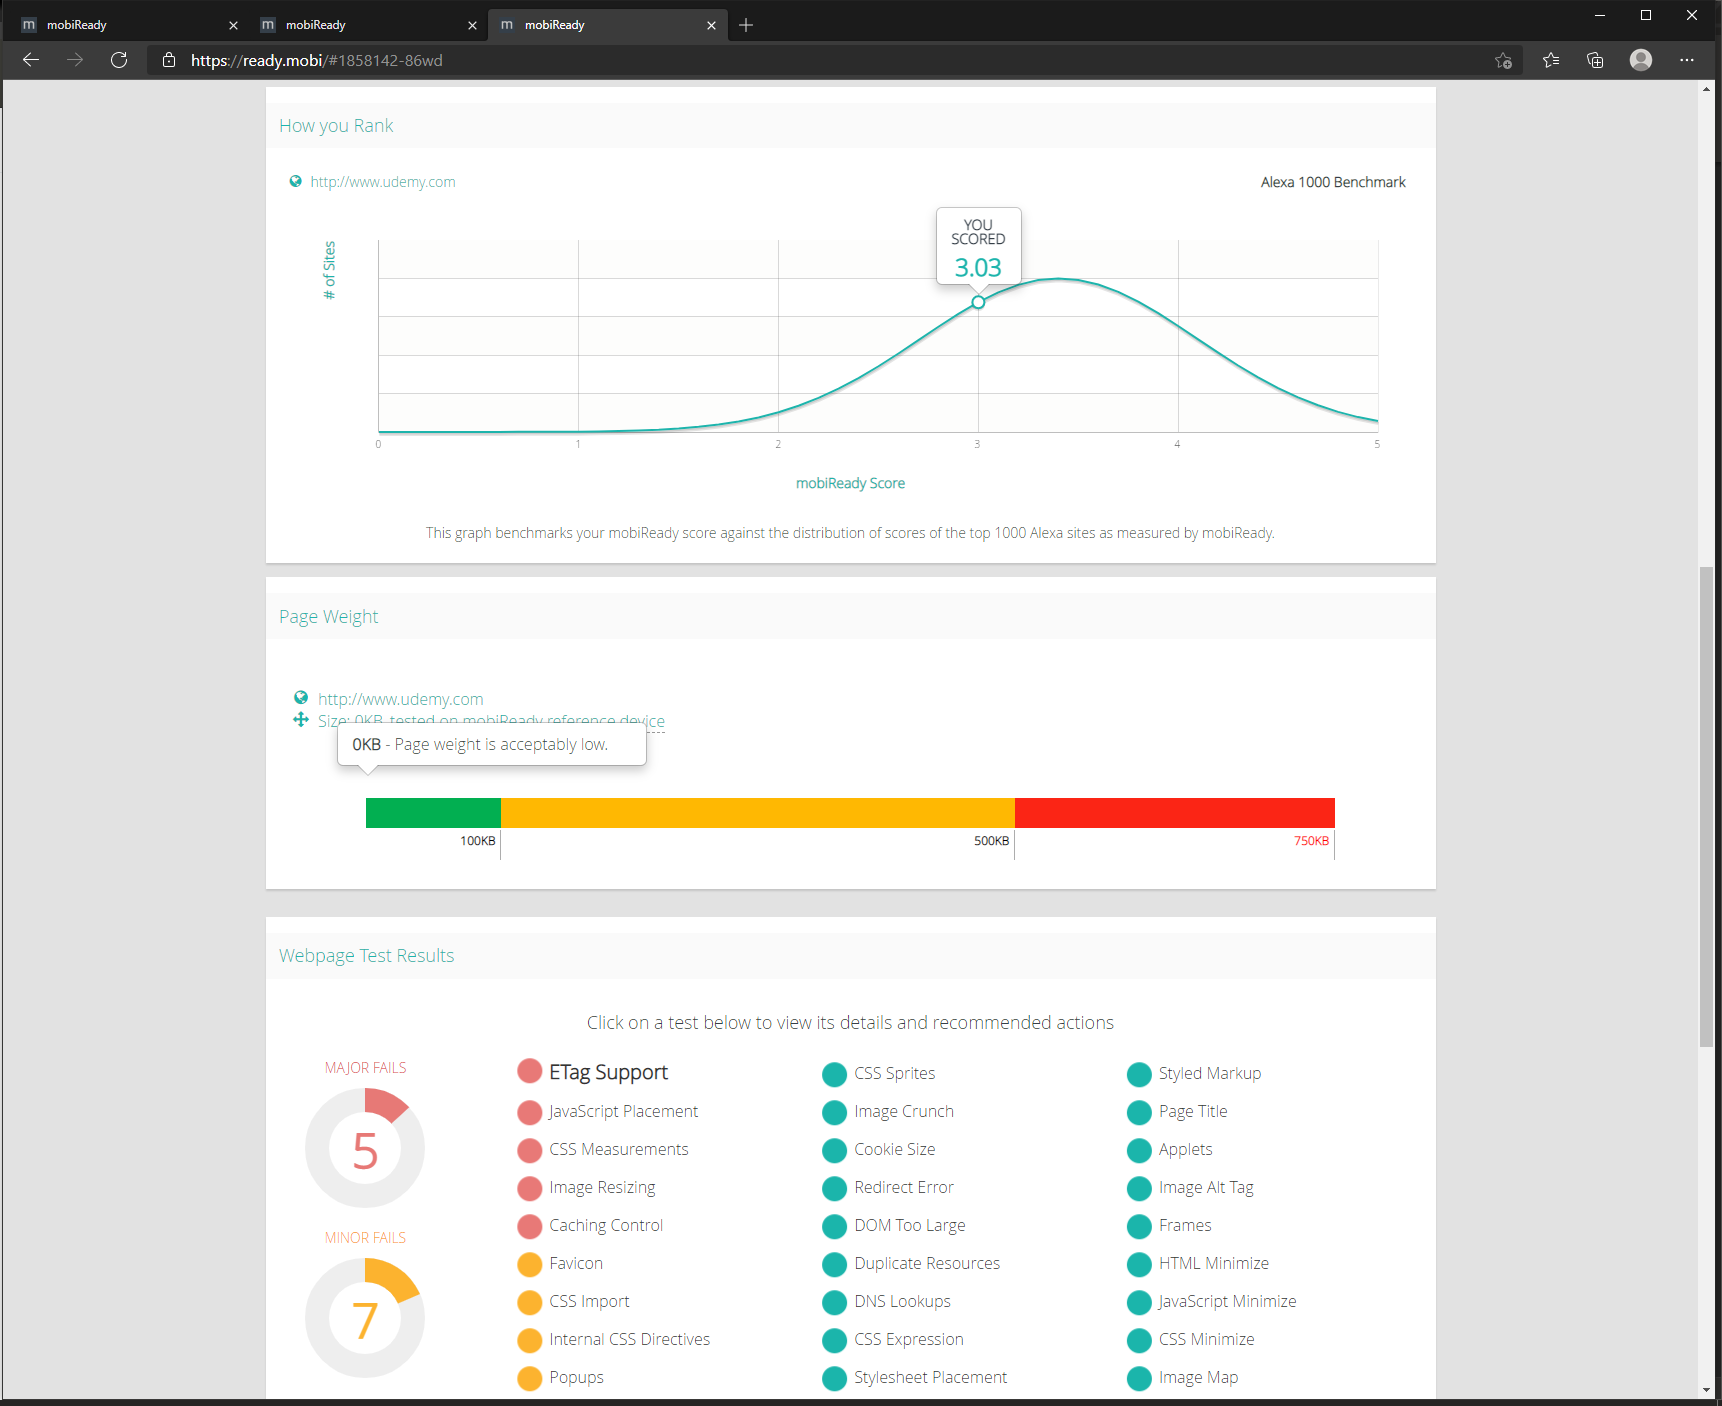 mobiReady
mobiReady
mobiReady
https://ready.mobi/#1858142-86wd
How you Rank
http://www.udemy.com
Alexa 1000 Benchmark
# of Sites
YOU
SCORED
3.03
0 1 2 3 4 5
mobiReady Score
This graph benchmarks your mobiReady score against the distribution of scores of the top 1000 Alexa sites as measured by mobiReady.
Page Weight
http://www.udemy.com
Size: 0KB, tested on mobiReady reference device
0KB - Page weight is acceptably low.
100KB 500KB 750KB
Webpage Test Results
Click on a test below to view its details and recommended actions
MAJOR FAILS
5
MINOR FAILS
7
ETag Support
JavaScript Placement
CSS Measurements
Image Resizing
Caching Control
Favicon
CSS Import
Internal CSS Directives
Popups
CSS Sprites
Image Crunch
Cookie Size
Redirect Error
DOM Too Large
Duplicate Resources
DNS Lookups
CSS Expression
Stylesheet Placement
Styled Markup
Page Title
Applets
Image Alt Tag
Frames
HTML Minimize
JavaScript Minimize
CSS Minimize
Image Map